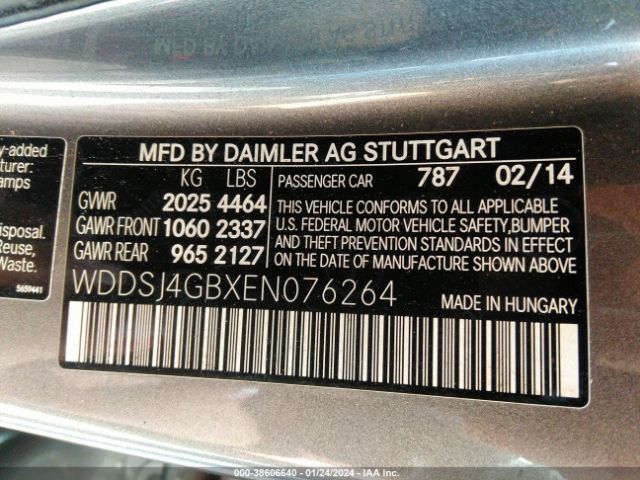 y-added
urer:
amps
isposal.
Reuse,
Waste.
5659441
MFD BY DAIMLER AG STUTTGART
KG LBS
GWWR 2025 4464
GAWR FRONT 1060 2337
GAWR REAR 965 2127
PASSENGER CAR 787 02/14
THIS VEHICLE CONFORMS TO ALL APPLICABLE
U.S. FEDERAL MOTOR VEHICLE SAFETY,BUMPER
AND THEFT PREVENTION STANDARDS IN EFFECT
ON THE DATE OF MANUFACTURE SHOWN ABOVE.
WDDSJ4GBXEN076264
MADE IN HUNGARY
000-38606640 - 01/24/2024 - IAA Inc.